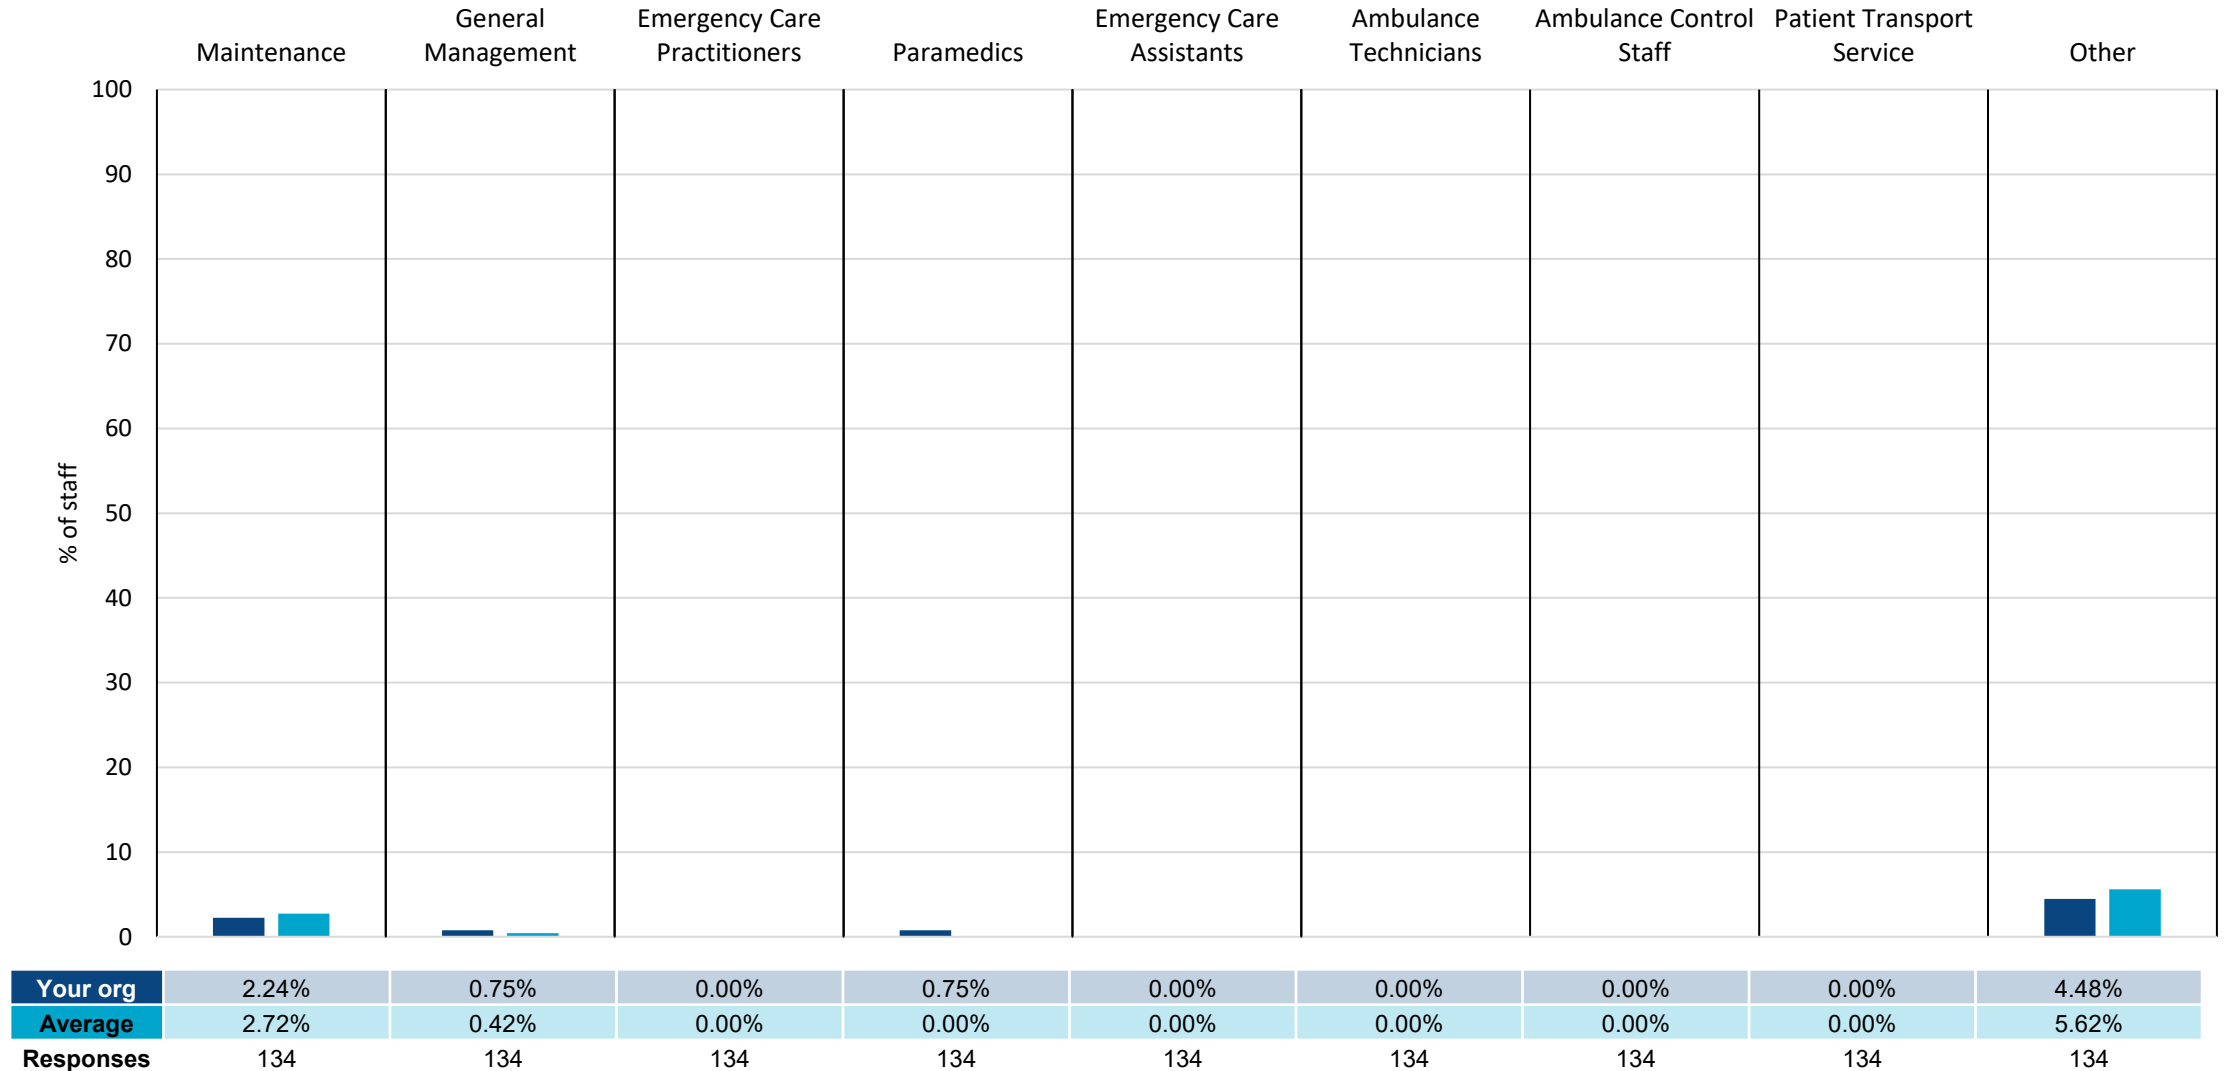 Maintenance
General
Management
Emergency Care
Practitioners
Paramedics
Emergency Care
Assistants
Ambulance
Technicians
Ambulance Control
Staff
Patient Transport
Service
Other
% of staff
100
90
80
70
60
50
40
30
20
10
0
Your org 2.24% 0.75% 0.00% 0.75% 0.00% 0.00% 0.00% 0.00% 4.48%
Average 2.72% 0.42% 0.00% 0.00% 0.00% 0.00% 0.00% 0.00% 5.62%
Responses 134 134 134 134 134 134 134 134 134